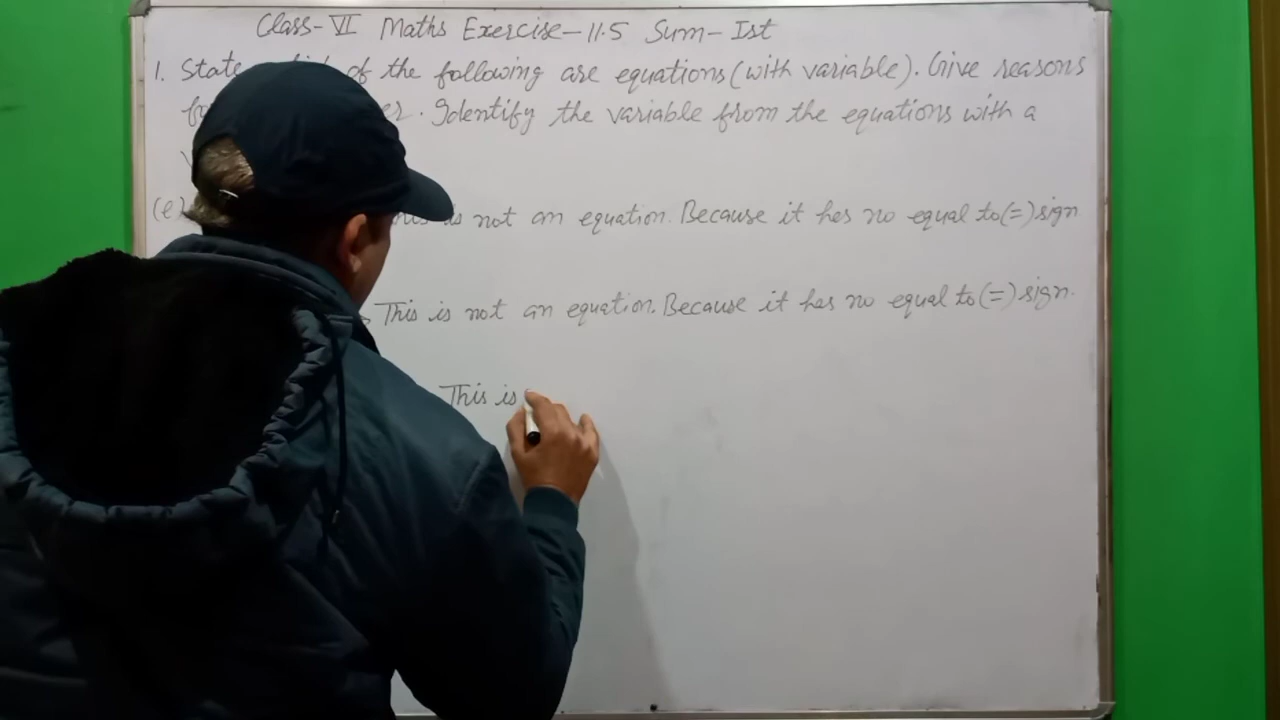 Class-VI Maths Exercise-11.5 Sum-Ist
1. State of the following are equations (with variable). Give reasons
Identify the variable from the equations with a
(e) is not an equation. Because it has no equal to (=) sign
This is not an equation. Because it has no equal to (=) sign.
This is